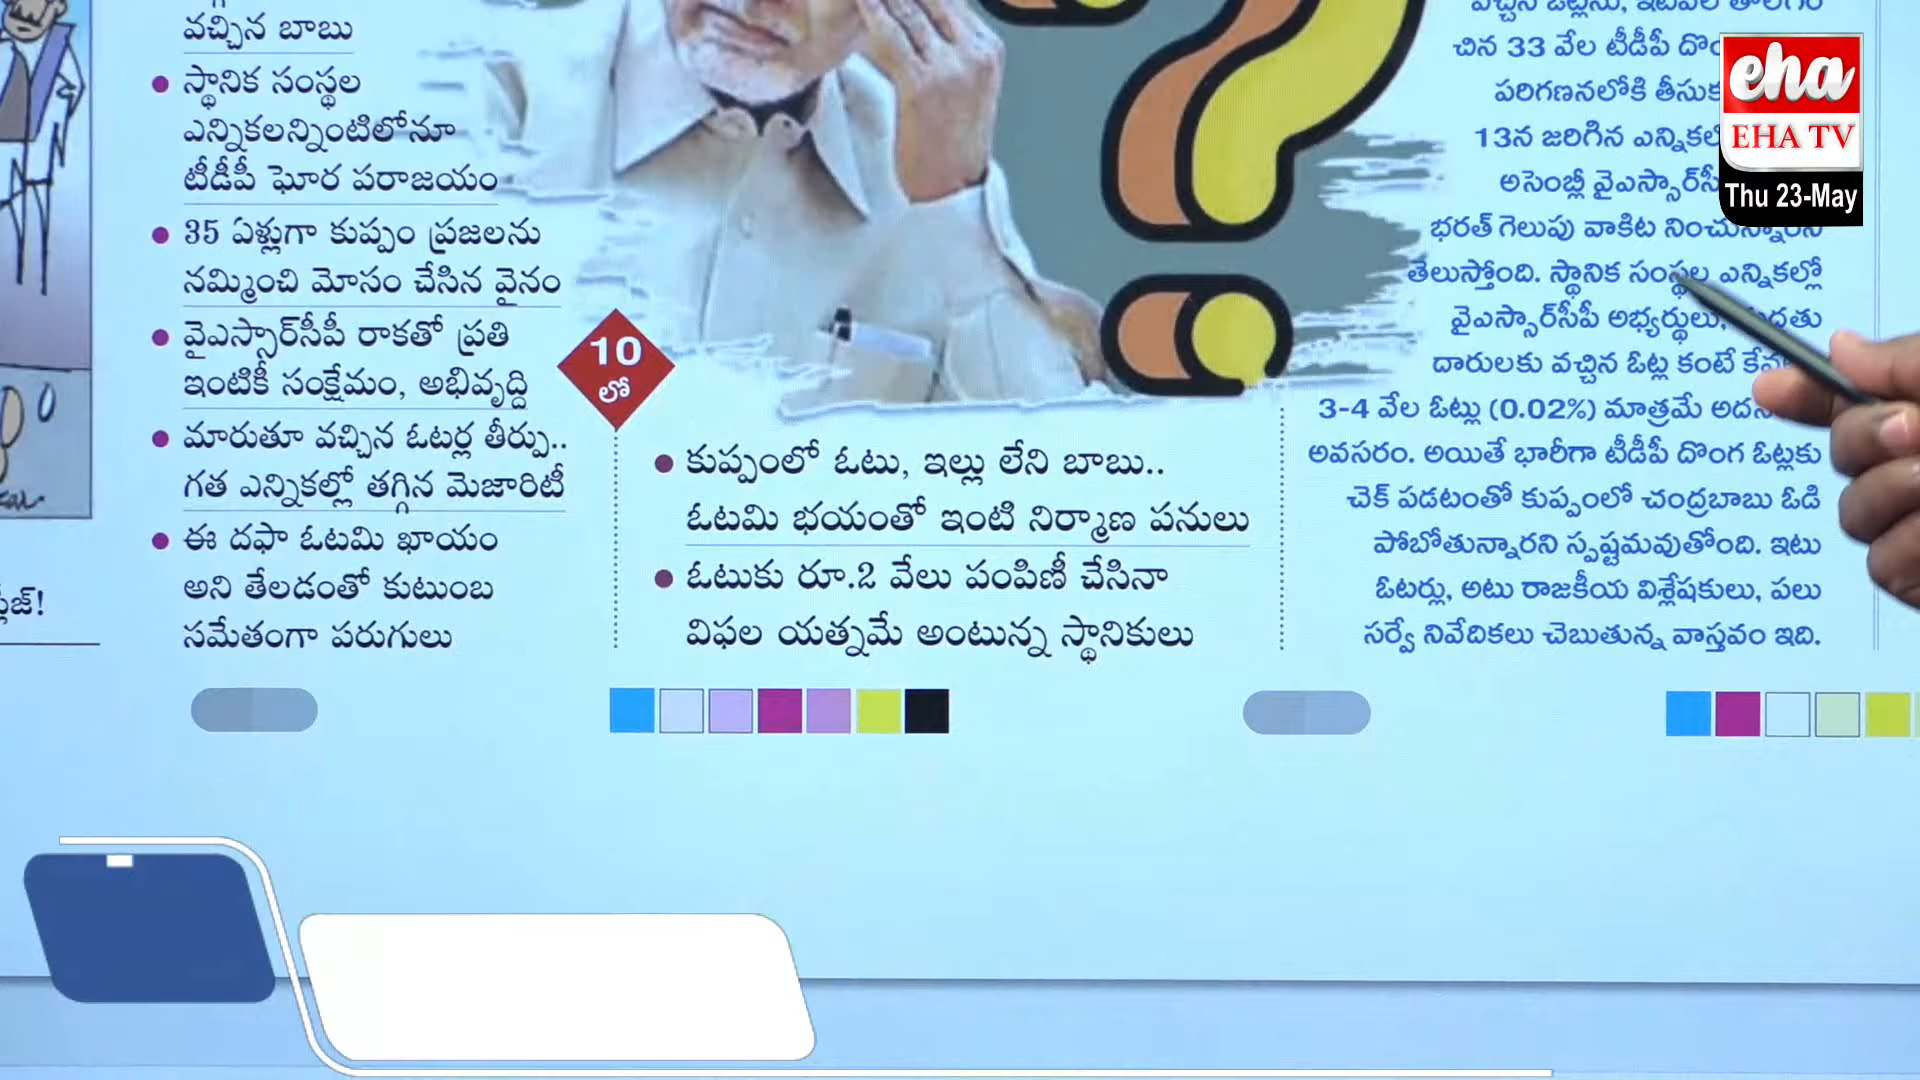 వచ్చిన బాబు
స్థానిక సంస్థల
ఎన్నికలన్నింటిలోనూ
టీడీపీ ఘోర పరాజయం
35 ఏళ్లుగా కుప్పం ప్రజలను
నమ్మించి మోసం చేసిన వైనం
వైఎస్సార్‌సీపీ రాకతో ప్రతి
ఇంటికీ సంక్షేమం, అభివృద్ది
మారుతూ వచ్చిన ఓటర్ల తీర్పు..
గత ఎన్నికల్లో తగ్గిన మెజారిటీ
ఈ దఫా ఓటమి ఖాయం
అని తేలడంతో కుటుంబ
సమేతంగా పరుగులు
10
లో
కుప్పంలో ఓటు, ఇల్లు లేని బాబు..
ఓటమి భయంతో ఇంటి నిర్మాణ పనులు
ఓటుకు రూ.2 వేలు పంపిణీ చేసినా
విఫల యత్నమే అంటున్న స్థానికులు
చిన 33 వేల టీడీపీ
పరిగణనలోకి
13న జరిగిన
అసెంబ్లీ
భరత్ గెలుపు వాకిట
తెలుస్తోంది. స్థానిక సంస్థల ఎన్నికల్లో
వైఎస్సార్‌సీపీ అభ్యర్థులు,
దారులకు వచ్చిన ఓట్ల కంటే
3-4 వేల ఓట్లు (0.02%) మాత్రమే
అవసరం. అయితే భారీగా టీడీపీ దొంగ ఓట్లకు
చెక్ పడటంతో కుప్పంలో చంద్రబాబు ఓడి
పోబోతున్నారని స్పష్టమవుతోంది. ఇటు
ఓటర్లు, అటు రాజకీయ విశ్లేషకులు, పలు
సర్వే నివేదికలు చెబుతున్న వాస్తవం ఇది.
eha
EHA TV
Thu 23-May